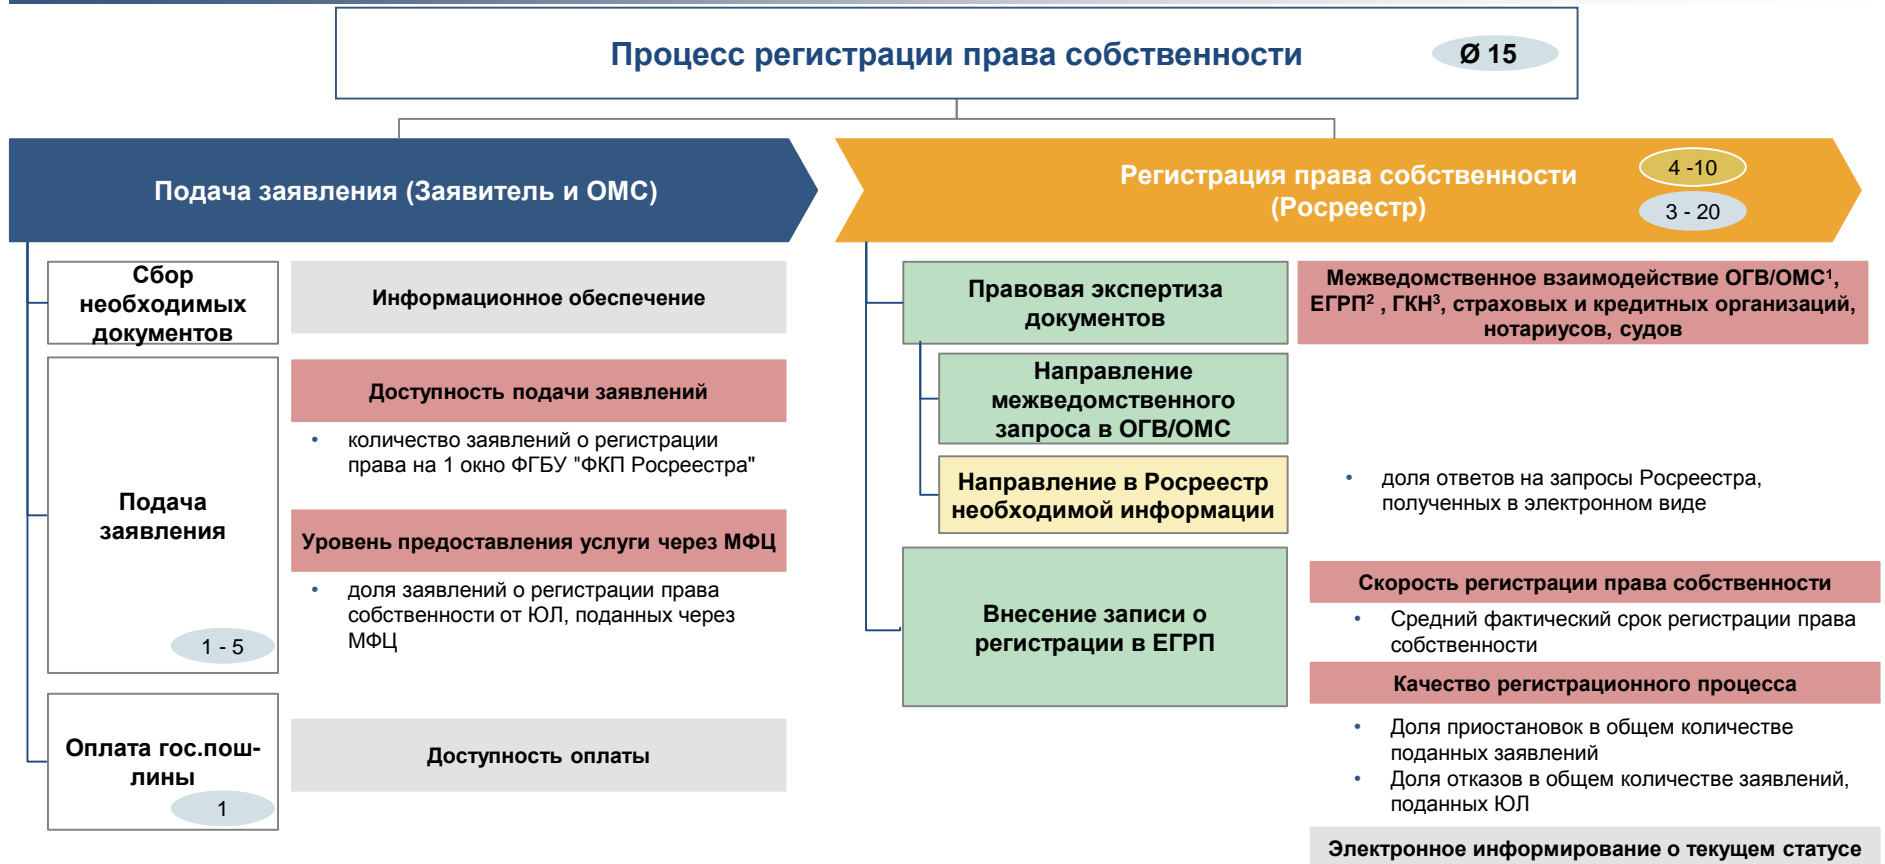 Процесс регистрации права собственности
Ø 15
Подача заявления (Заявитель и ОМС)
Сбор
необходимых
документов
Информационное обеспечение
Подача
заявления
1 - 5
Доступность подачи заявлений
• количество заявлений о регистрации
права на 1 окно ФГБУ "ФКП Росреестра"
Уровень предоставления услуги через МФЦ
• доля заявлений о регистрации права
собственности от ЮЛ, поданных через
МФЦ
Оплата гос.пош-
лины
1
Доступность оплаты
Регистрация права собственности
(Росреестр)
4 -10
3 - 20
Правовая экспертиза
документов
Межведомственное взаимодействие ОГВ/ОМС¹,
ЕГРП² , ГКН³, страховых и кредитных организаций,
нотариусов, судов
Направление
межведомственного
запроса в ОГВ/ОМС
Направление в Росреестр
необходимой информации
• доля ответов на запросы Росреестра,
полученных в электронном виде
Внесение записи о
регистрации в ЕГРП
Скорость регистрации права собственности
• Средний фактический срок регистрации права
собственности
Качество регистрационного процесса
• Доля приостановок в общем количестве
поданных заявлений
• Доля отказов в общем количестве заявлений,
поданных ЮЛ
Электронное информирование о текущем статусе